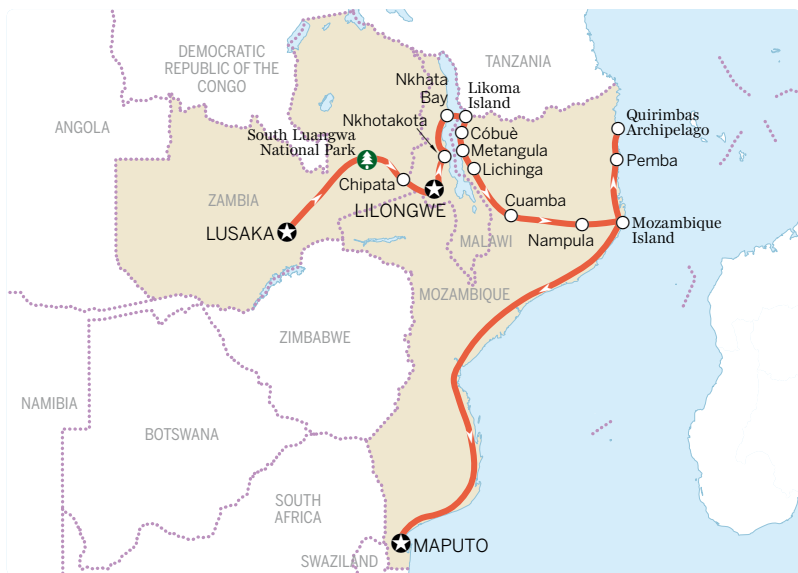 DEMOCRATIC
REPUBLIC OF THE
CONGO
TANZANIA
Nkhata
Bay
Likoma
Island
ANGOLA
Nkhotakota
Quirimbas
Archipelago
South Luangwa
National Park
Cóbuè
Metangula
Pemba
Lichinga
Chipata
ZAMBIA
LILONGWE
Cuamba
LUSAKA
MALAWI
Nampula
Mozambique
Island
MOZAMBIQUE
ZIMBABWE
NAMIBIA
BOTSWANA
SOUTH
AFRICA
MAPUTO
SWAZILAND